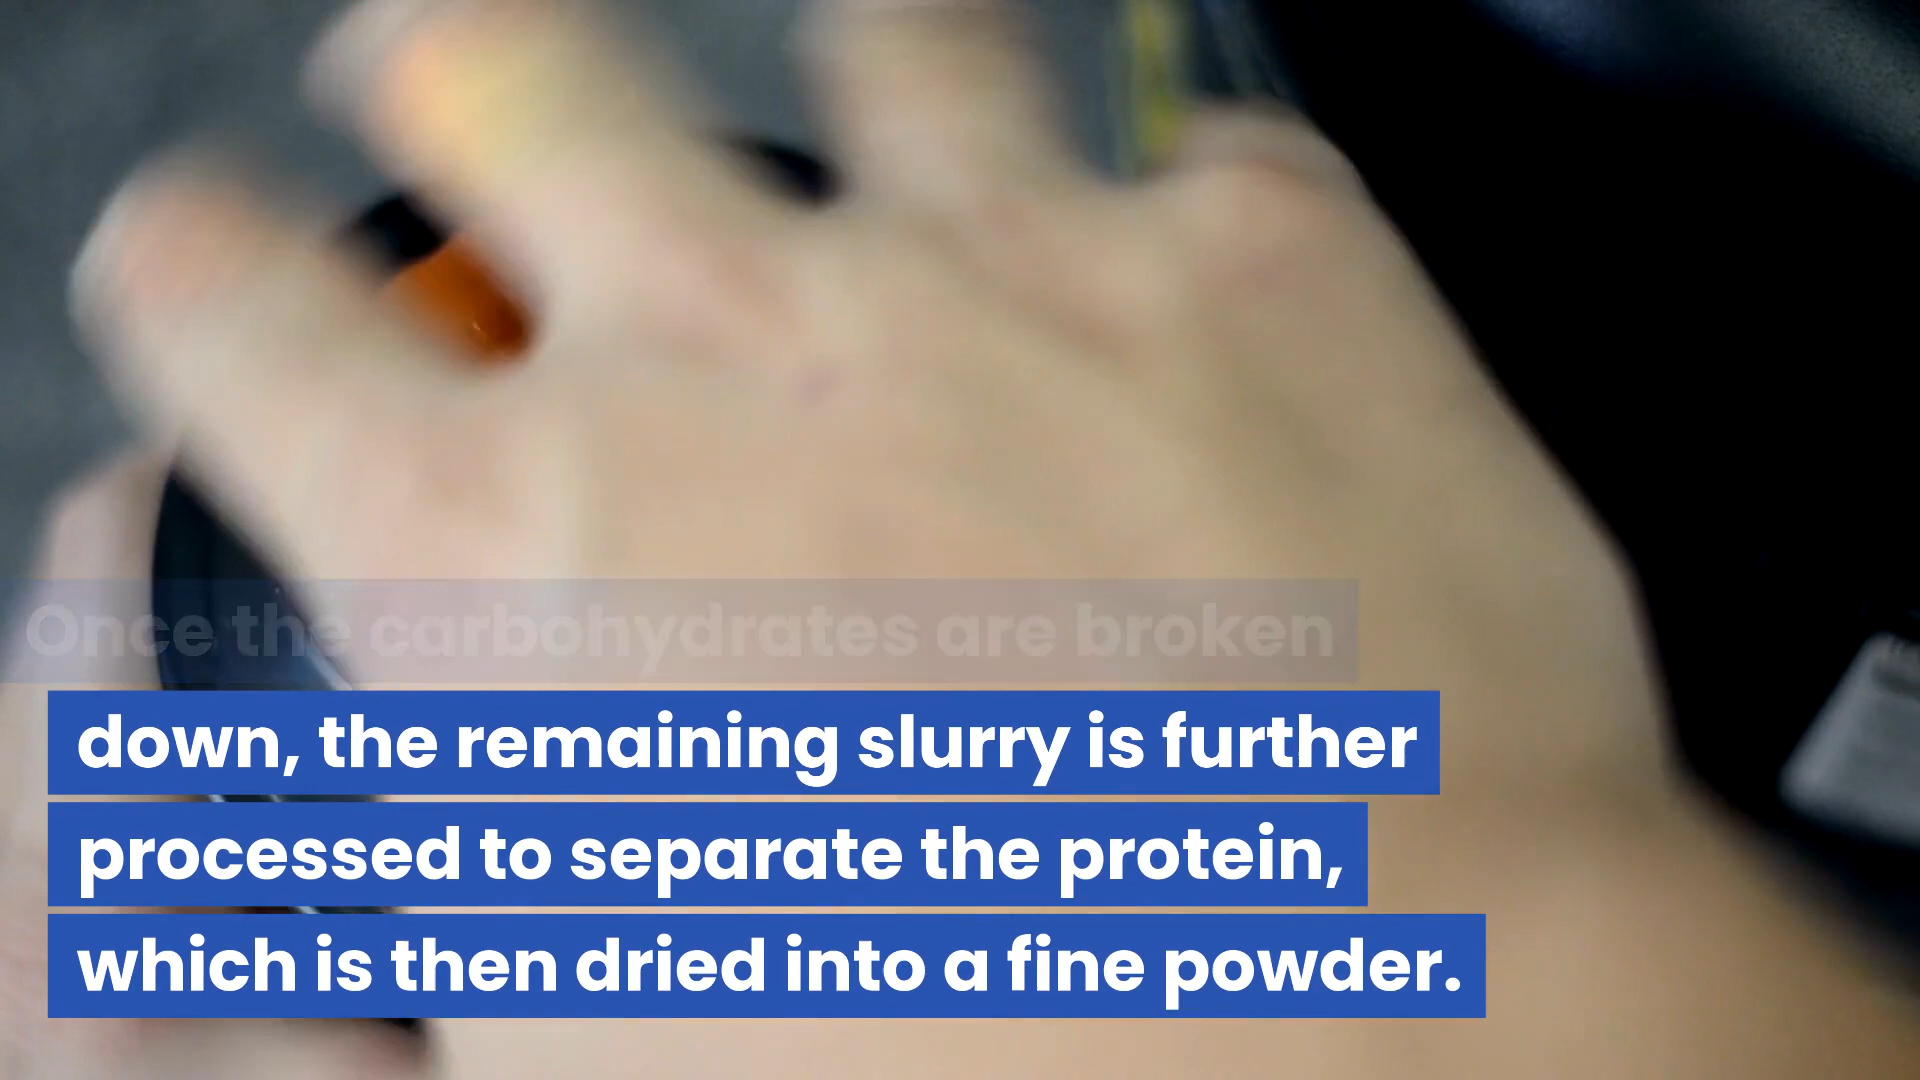 Once the carbohydrates are broken
down, the remaining slurry is further
processed to separate the protein,
which is then dried into a fine powder.